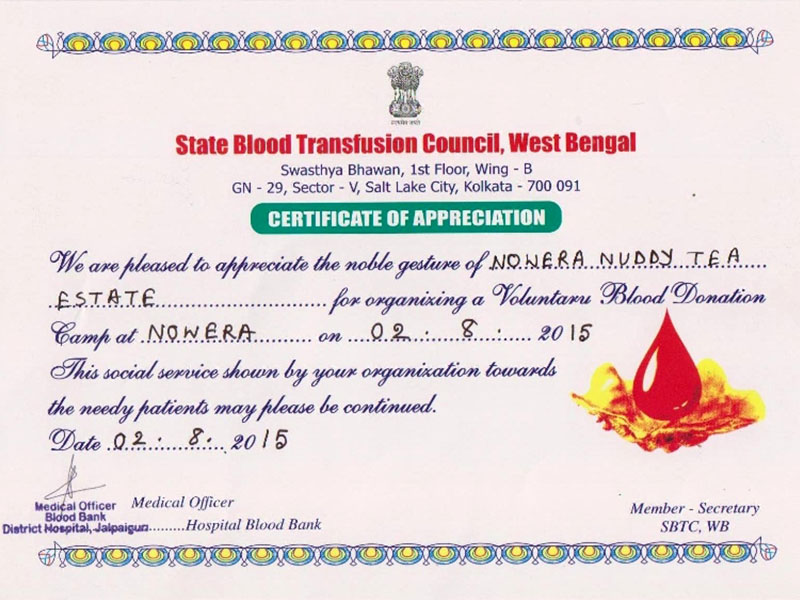 State Blood Transfusion Council, West Bengal
Swasthya Bhawan, 1st Floor, Wing - B
GN - 29, Sector - V, Salt Lake City, Kolkata - 700 091
CERTIFICATE OF APPRECIATION
We are pleased to appreciate the noble gesture of NOWERA NUDDY TEA
ESTATE for organizing a Voluntaru Blood Donation
Camp at NOWERA on 02.8. 2015
This social service shown by your organization towards
the needy patients may please be continued.
Date 02.8. 2015
Medical Officer
Blood Bank
District Hospital, Jalpaiguri
Medical Officer
Hospital Blood Bank
Member - Secretary
SBTC, WB